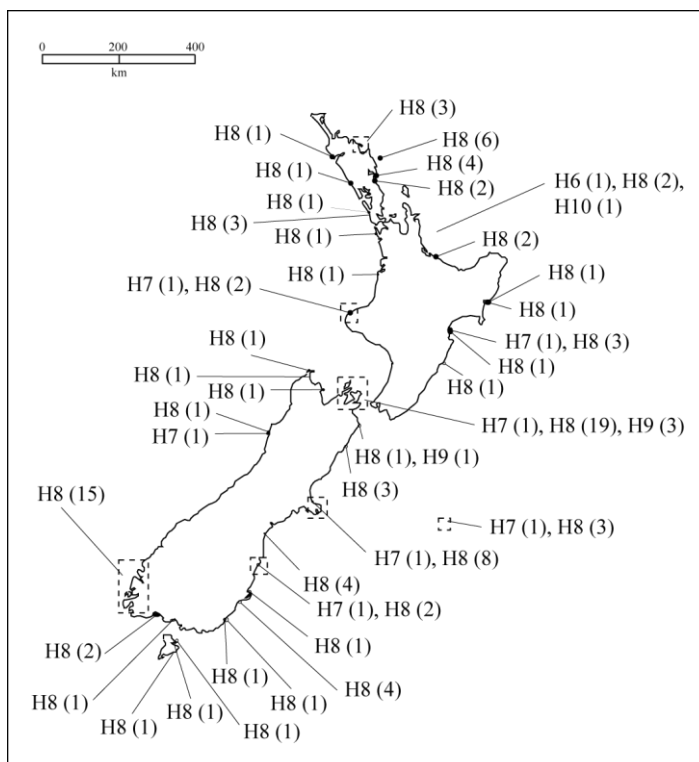 0 200 400
km
H8 (3)
H8 (1)
H8 (6)
H8 (4)
H8 (1)
H8 (2)
H6 (1), H8 (2),
H10 (1)
H8 (1)
H8 (3)
H8 (1)
H8 (2)
H8 (1)
H8 (1)
H7 (1), H8 (2)
H8 (1)
H7 (1), H8 (3)
H8 (1)
H8 (1)
H8 (1)
H8 (1)
H8 (1)
H8 (1)
H7 (1), H8 (19), H9 (3)
H7 (1)
H8 (1), H9 (1)
H8 (3)
H8 (15)
H7 (1), H8 (3)
H7 (1), H8 (8)
H8 (4)
H7 (1), H8 (2)
H8 (1)
H8 (2)
H8 (1)
H8 (4)
H8 (1)
H8 (1)
H8 (1)
H8 (1)
H8 (1)